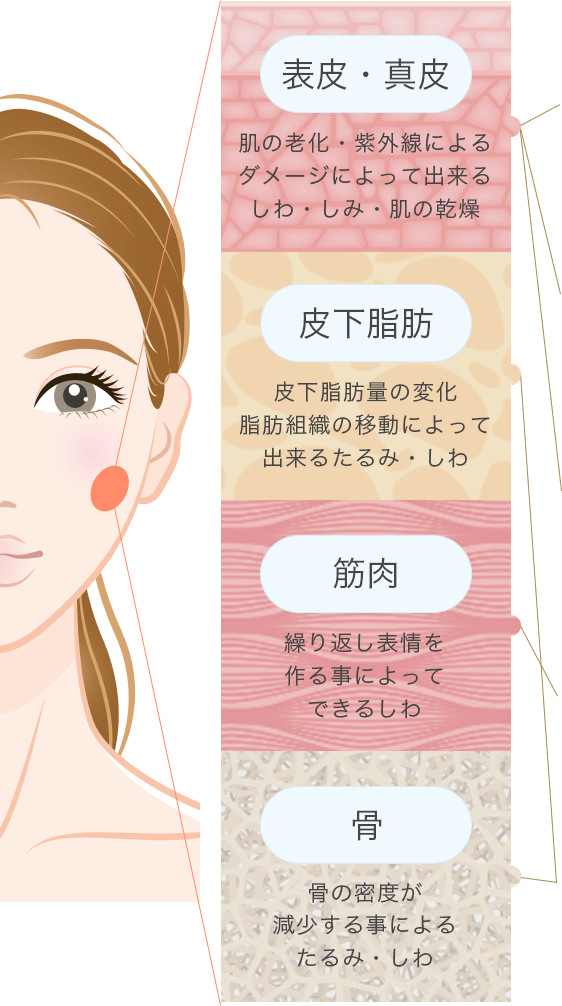 表皮・真皮
肌の老化・紫外線による
ダメージによって出来る
しわ・しみ・肌の乾燥
皮下脂肪
皮下脂肪量の変化
脂肪組織の移動によって
出来るたるみ・しわ
筋肉
繰り返し表情を
作る事によって
できるしわ
骨
骨の密度が
減少する事による
たるみ・しわ